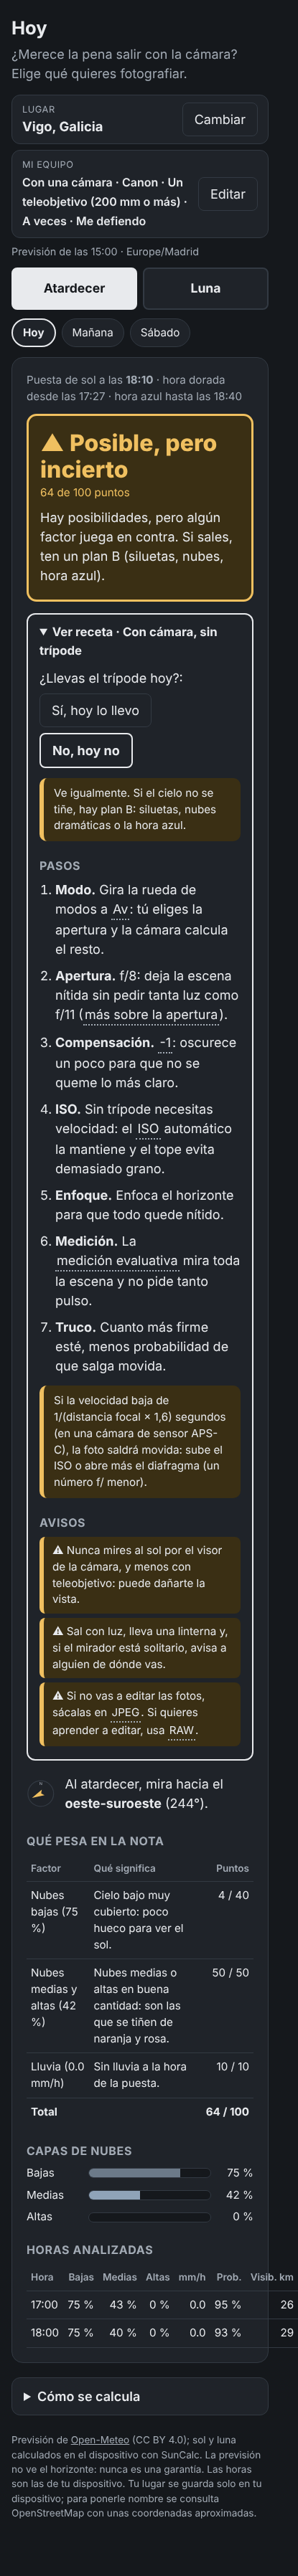 Hoy
¿Merece la pena salir con la cámara?
Elige qué quieres fotografiar.
LUGAR
Vigo, Galicia
Cambiar
MI EQUIPO
Con una cámara · Canon · Un
teleobjetivo (200 mm o más) ·
A veces · Me defiendo
Editar
Previsión de las 15:00 · Europe/Madrid
Atardecer
Luna
Hoy
Mañana
Sábado
Puesta de sol a las 18:10 · hora dorada
desde las 17:27 · hora azul hasta las 18:40
▲ Posible, pero
incierto
64 de 100 puntos
Hay posibilidades, pero algún
factor juega en contra. Si sales,
ten un plan B (siluetas, nubes,
hora azul).
▼ Ver receta · Con cámara, sin
trípode
¿Llevas el trípode hoy?:
Sí, hoy lo llevo
No, hoy no
Ve igualmente. Si el cielo no se
tiñe, hay plan B: siluetas, nubes
dramáticas o la hora azul.
PASOS
1. Modo. Gira la rueda de
modos a Av: tú eliges la
apertura y la cámara calcula
el resto.
2. Apertura. f/8: deja la escena
nítida sin pedir tanta luz como
f/11 (más sobre la apertura).
3. Compensación. -1: oscurece
un poco para que no se
queme lo más claro.
4. ISO. Sin trípode necesitas
velocidad: el ISO automático
la mantiene y el tope evita
demasiado grano.
5. Enfoque. Enfoca el horizonte
para que todo quede nítido.
6. Medición. La
medición evaluativa mira toda
la escena y no pide tanto
pulso.
7. Truco. Cuanto más firme
esté, menos probabilidad de
que salga movida.
Si la velocidad baja de
1/(distancia focal × 1,6) segundos
(en una cámara de sensor APS-
C), la foto saldrá movida: sube el
ISO o abre más el diafragma (un
número f/ menor).
AVISOS
⚠ Nunca mires al sol por el visor
de la cámara, y menos con
teleobjetivo: puede dañarte la
vista.
⚠ Sal con luz, lleva una linterna y,
si el mirador está solitario, avisa a
alguien de dónde vas.
⚠ Si no vas a editar las fotos,
sácalas en JPEG. Si quieres
aprender a editar, usa RAW.
Al atardecer, mira hacia el
oeste-suroeste (244°).
QUÉ PESA EN LA NOTA
Factor Qué significa Puntos
Nubes
bajas (75
%)
Cielo bajo muy
cubierto: poco
hueco para ver el
sol.
4 / 40
Nubes
medias y
altas (42
%)
Nubes medias o
altas en buena
cantidad: son las
que se tiñen de
naranja y rosa.
50 / 50
Lluvia (0.0
mm/h)
Sin lluvia a la hora
de la puesta.
10 / 10
Total 64 / 100
CAPAS DE NUBES
Bajas 75 %
Medias 42 %
Altas 0 %
HORAS ANALIZADAS
Hora Bajas Medias Altas mm/h Prob. Visib. km
17:00 75 % 43 % 0 % 0.0 95 % 26
18:00 75 % 40 % 0 % 0.0 93 % 29
▶ Cómo se calcula
Previsión de Open-Meteo (CC BY 4.0); sol y luna
calculados en el dispositivo con SunCalc. La previsión
no ve el horizonte: nunca es una garantía. Las horas
son las de tu dispositivo. Tu lugar se guarda solo en tu
dispositivo; para ponerle nombre se consulta
OpenStreetMap con unas coordenadas aproximadas.